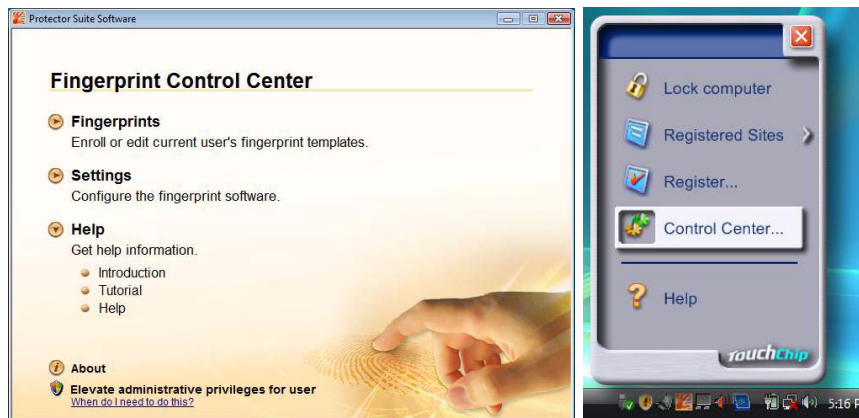 Protector Suite Software
Fingerprint Control Center
Fingerprints
Enroll or edit current user's fingerprint templates.
Settings
Configure the fingerprint software.
Help
Get help information.
Introduction
Tutorial
Help
About
Elevate administrative privileges for user
When do I need to do this?
Lock computer
Registered Sites
Register...
Control Center...
Help
TouchChip
5:16 P